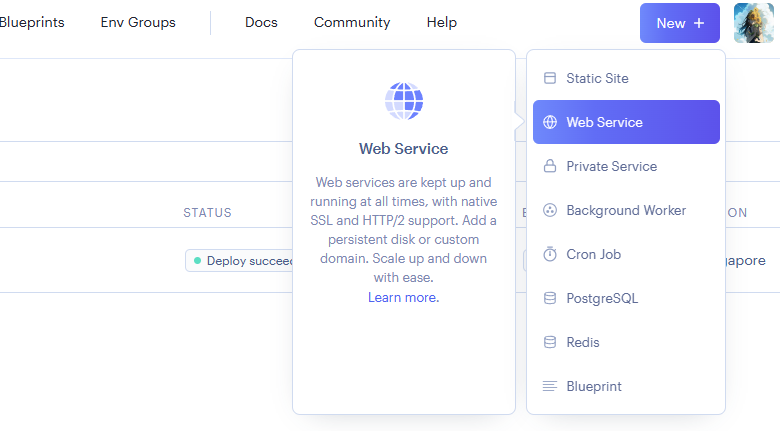 Blueprints
Env Groups
Docs
Community
Help
New +
Web Service
Web services are kept up and
running at all times, with native
SSL and HTTP/2 support. Add a
persistent disk or custom
domain. Scale up and down
with ease.
Learn more.
Static Site
Web Service
Private Service
Background Worker
Cron Job
PostgreSQL
Redis
Blueprint
STATUS
ON
Deploy succeed
gapore